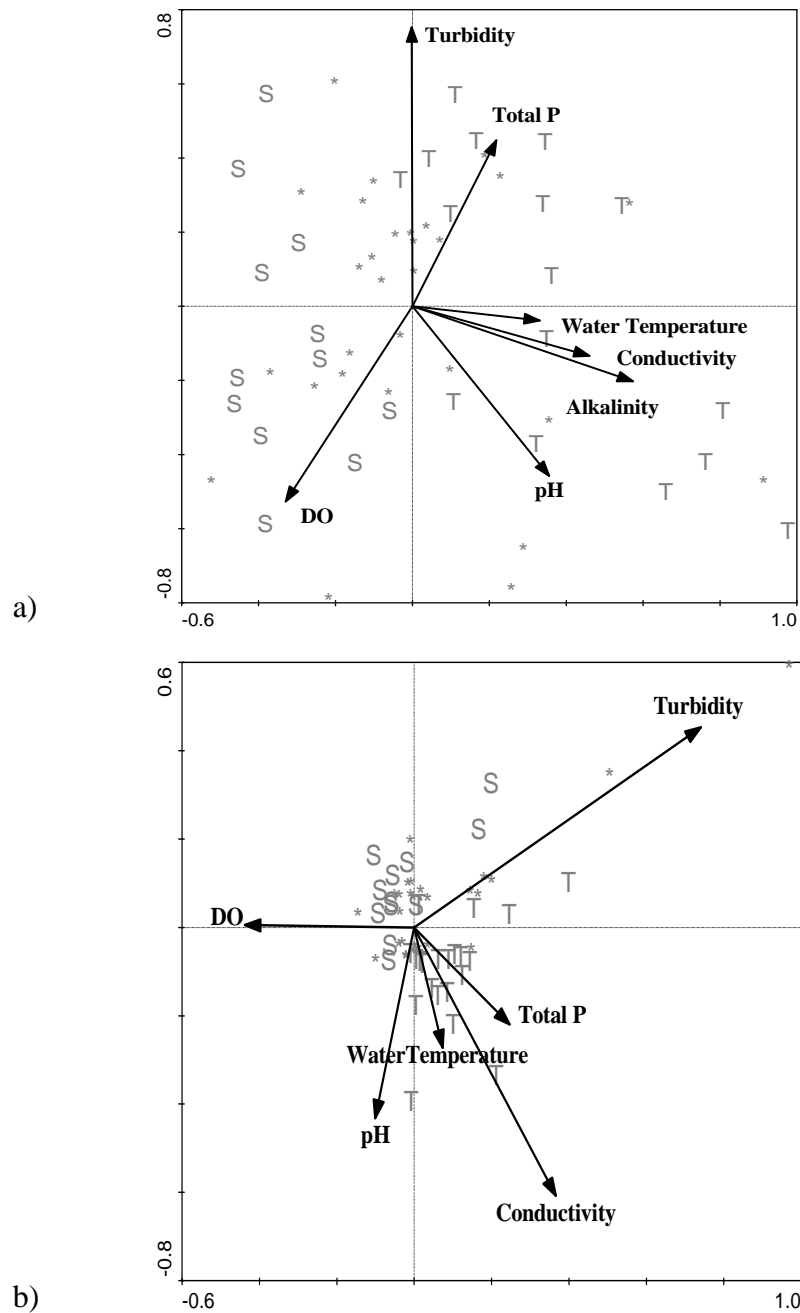 0.8
Turbidity
Total P
Water Temperature
Conductivity
Alkalinity
pH
DO
-0.8
a)
-0.6
1.0
0.6
Turbidity
DO
Total P
WaterTemperature
pH
Conductivity
-0.8
b)
-0.6
1.0